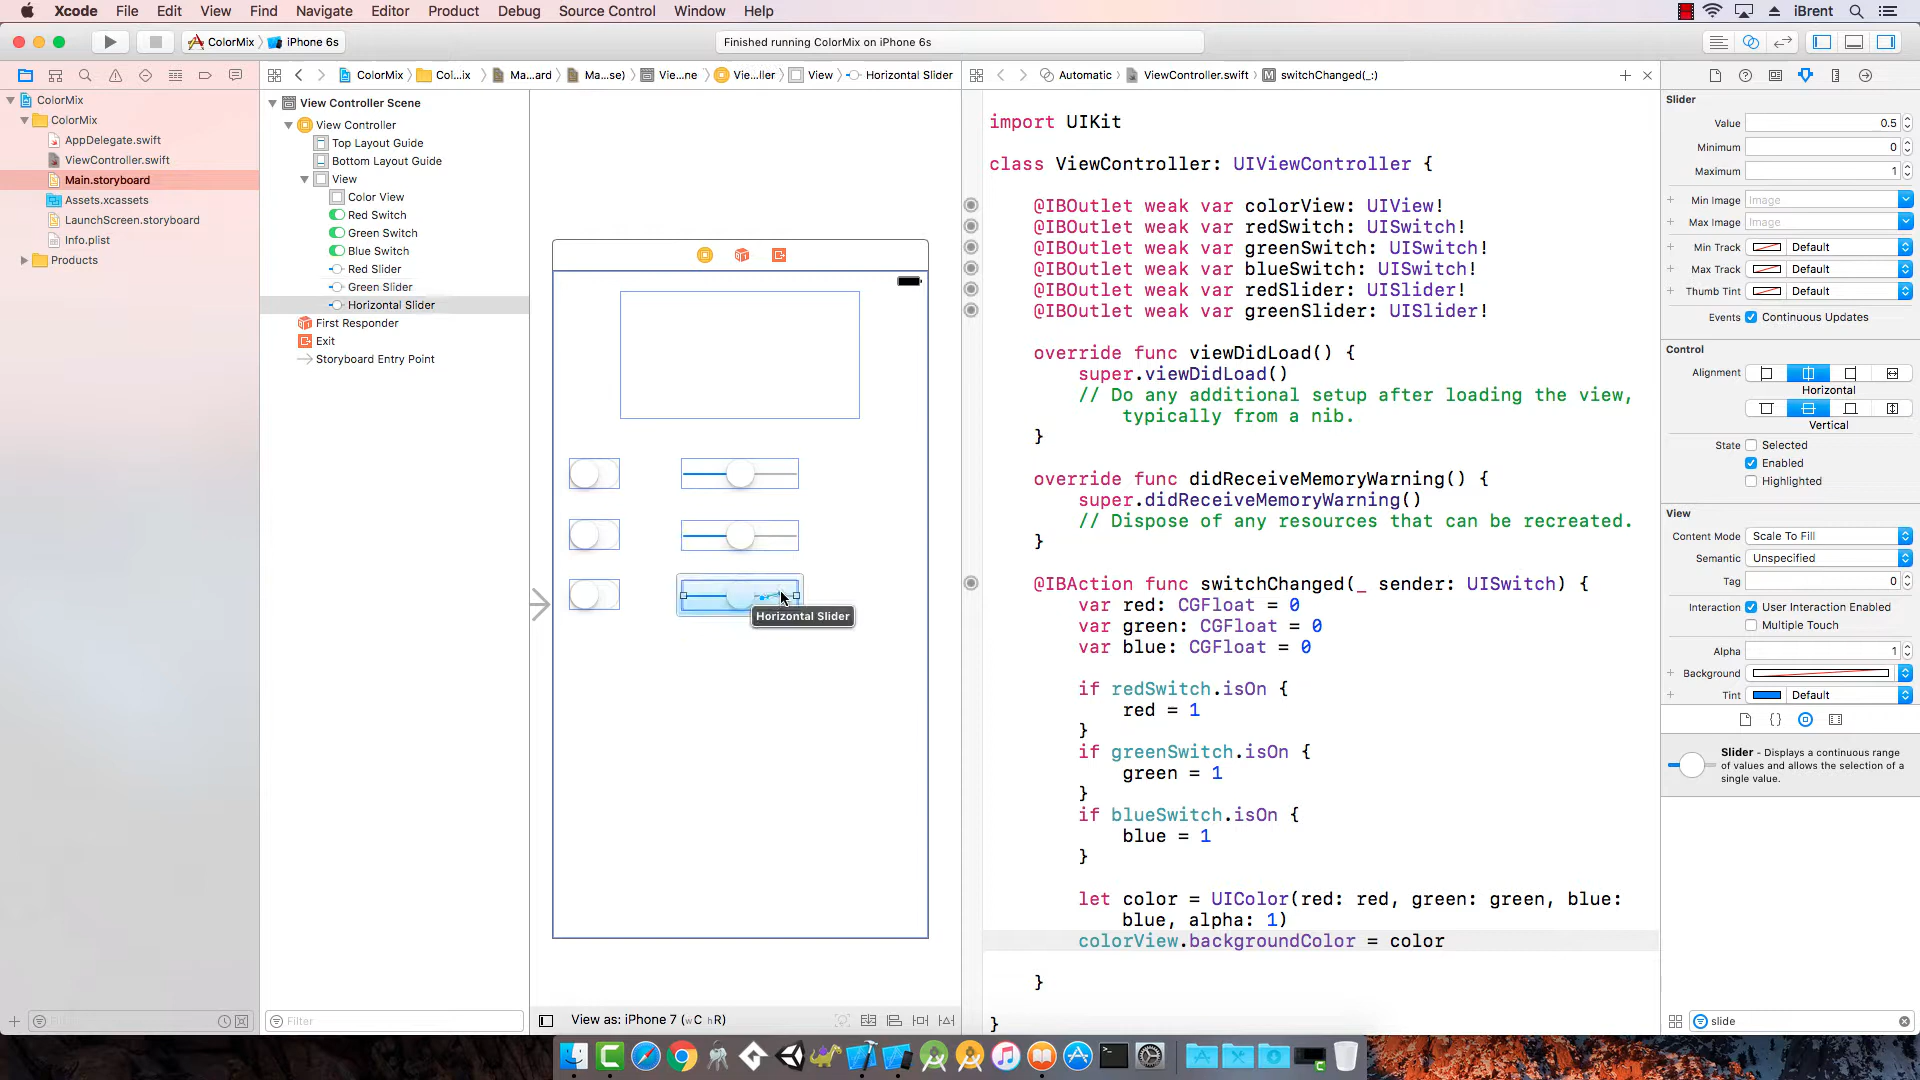 Xcode File Edit View Find Navigate Editor Product Debug Source Control Window Help iBrent
ColorMix iPhone 6s Finished running ColorMix on iPhone 6s
ColorMix Col...ix Ma...ard Ma...se) Vie...ne Vie...ller View Horizontal Slider
Automatic ViewController.swift M switchChanged(_:)
ColorMix
ColorMix
AppDelegate.swift
ViewController.swift
Main.storyboard
Assets.xcassets
LaunchScreen.storyboard
Info.plist
Products
View Controller Scene
View Controller
Top Layout Guide
Bottom Layout Guide
View
Color View
Red Switch
Green Switch
Blue Switch
Red Slider
Green Slider
Horizontal Slider
First Responder
Exit
Storyboard Entry Point
Horizontal Slider
import UIKit
class ViewController: UIViewController {
@IBOutlet weak var colorView: UIView!
@IBOutlet weak var redSwitch: UISwitch!
@IBOutlet weak var greenSwitch: UISwitch!
@IBOutlet weak var blueSwitch: UISwitch!
@IBOutlet weak var redSlider: UISlider!
@IBOutlet weak var greenSlider: UISlider!
override func viewDidLoad() {
super.viewDidLoad()
// Do any additional setup after loading the view,
typically from a nib.
}
override func didReceiveMemoryWarning() {
super.didReceiveMemoryWarning()
// Dispose of any resources that can be recreated.
}
@IBAction func switchChanged(_ sender: UISwitch) {
var red: CGFloat = 0
var green: CGFloat = 0
var blue: CGFloat = 0
if redSwitch.isOn {
red = 1
}
if greenSwitch.isOn {
green = 1
}
if blueSwitch.isOn {
blue = 1
}
let color = UIColor(red: red, green: green, blue:
blue, alpha: 1)
colorView.backgroundColor = color
}
}
Slider
Value 0.5
Minimum 0
Maximum 1
Min Image Image
Max Image Image
Min Track Default
Max Track Default
Thumb Tint Default
Events Continuous Updates
Control
Alignment
Horizontal
Vertical
State Selected
Enabled
Highlighted
View
Content Mode Scale To Fill
Semantic Unspecified
Tag 0
Interaction User Interaction Enabled
Multiple Touch
Alpha 1
Background
Tint Default
Slider - Displays a continuous range
of values and allows the selection of a
single value.
Filter
Filter
View as: iPhone 7 (wC hR)
slide